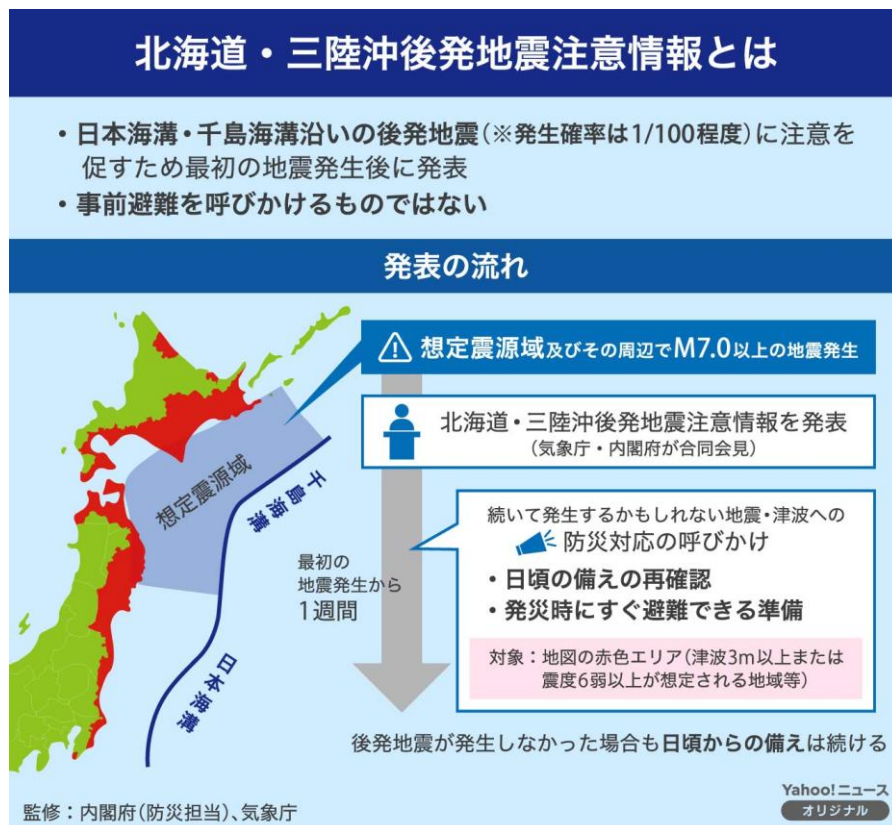 北海道・三陸沖後発地震注意情報とは
・日本海溝・千島海溝沿いの後発地震(※発生確率は1/100程度)に注意を
促すため最初の地震発生後に発表
・事前避難を呼びかけるものではない
発表の流れ
⚠ 想定震源域及びその周辺でM7.0以上の地震発生
北海道・三陸沖後発地震注意情報を発表
(気象庁・内閣府が合同会見)
想定震源域
千島海溝
日本海溝
最初の
地震発生から
1週間
続いて発生するかもしれない地震・津波への
防災対応の呼びかけ
・日頃の備えの再確認
・発災時にすぐ避難できる準備
対象：地図の赤色エリア(津波3m以上または
震度6弱以上が想定される地域等)
後発地震が発生しなかった場合も日頃からの備えは続ける
監修：内閣府(防災担当)、気象庁
Yahoo!ニュース
オリジナル